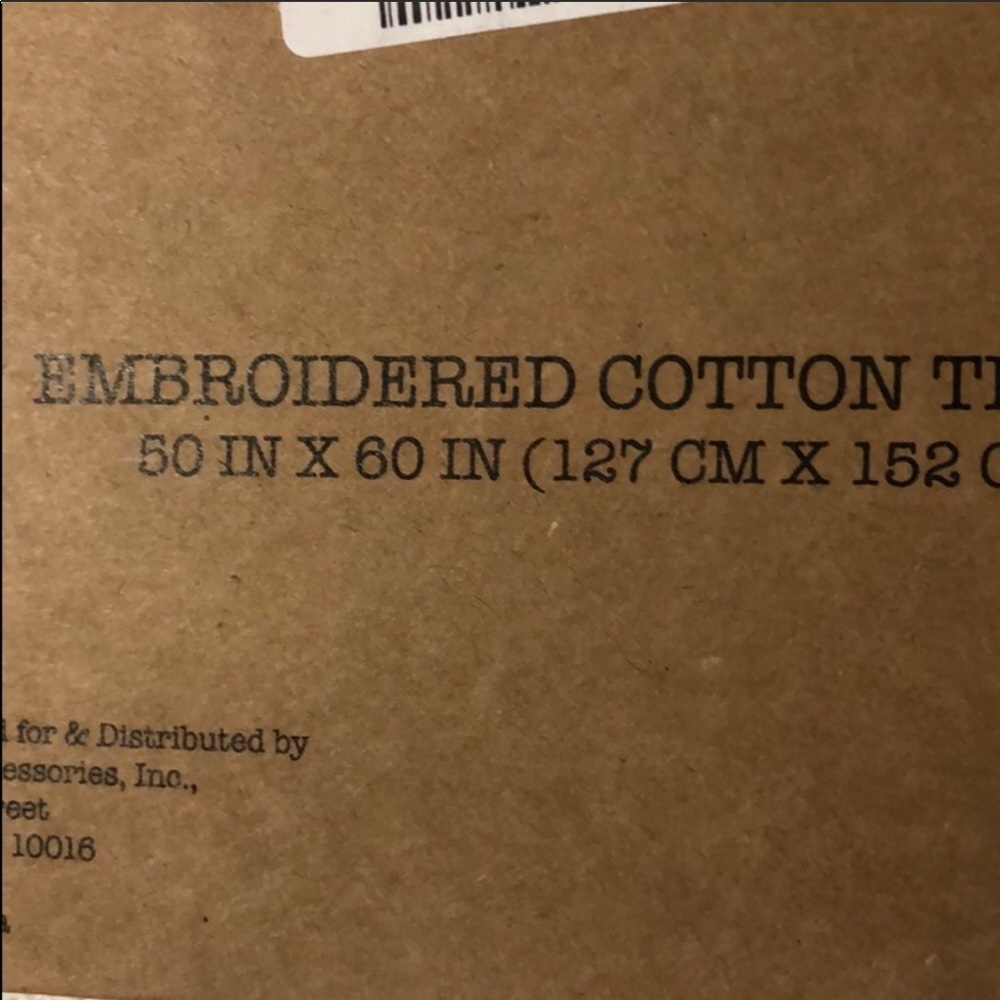 EMBROIDERED COTTON
50 IN X 60 IN (127 CM X 152
for & Distributed by
essories, Inc.,
eet
10016